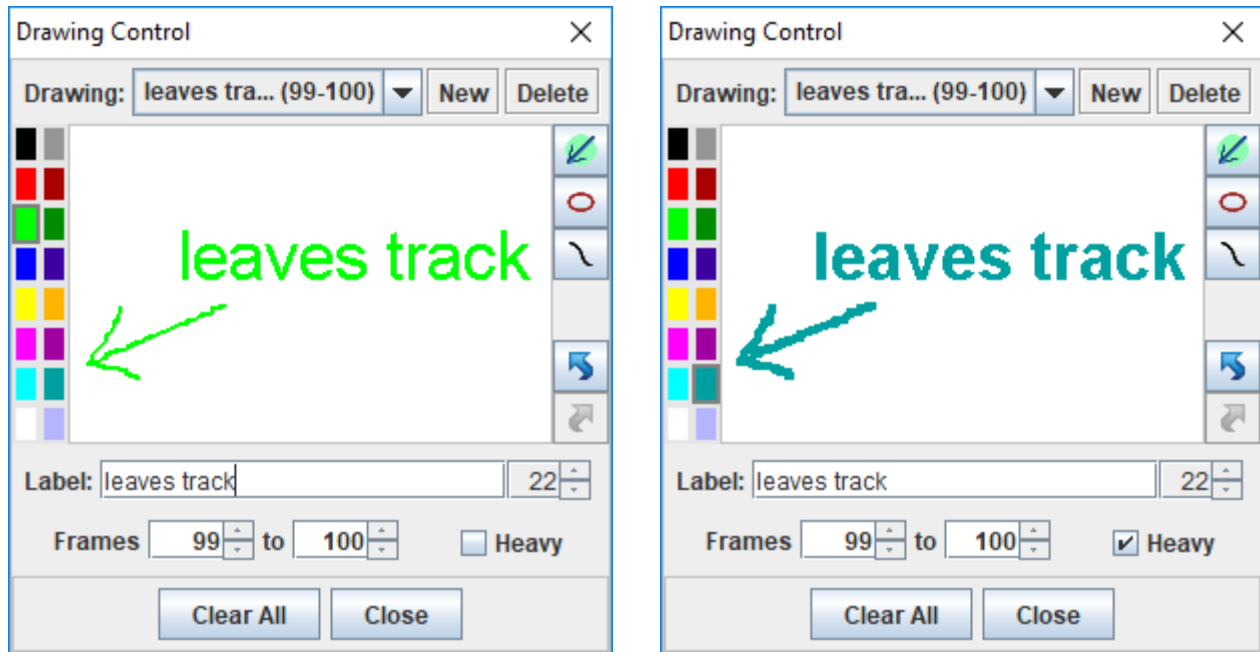 Drawing Control
Drawing: leaves tra... (99-100) New Delete
leaves track
Label: leaves track 22
Frames 99 to 100 Heavy
Clear All Close
Drawing Control
Drawing: leaves tra... (99-100) New Delete
leaves track
Label: leaves track 22
Frames 99 to 100 Heavy
Clear All Close